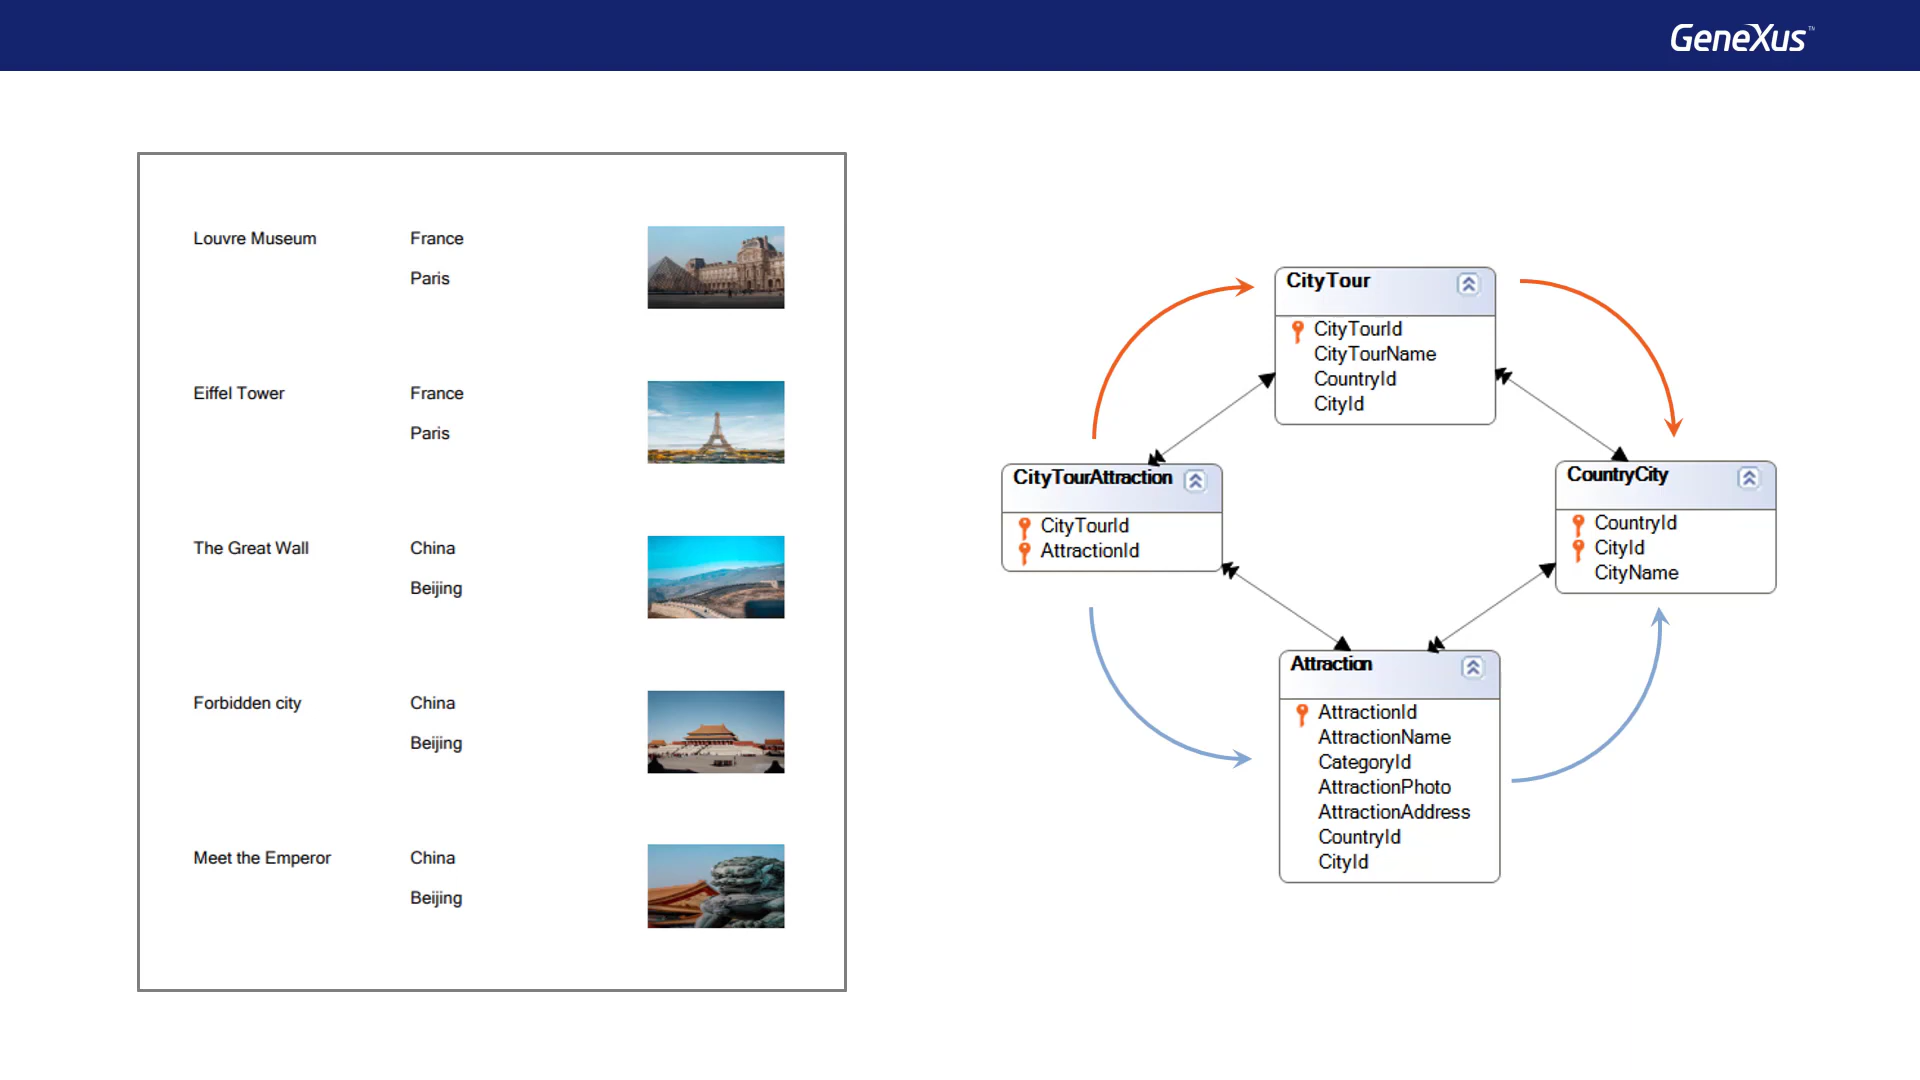 GeneXus™
Louvre Museum
France
Paris
Eiffel Tower
France
Paris
The Great Wall
China
Beijing
Forbidden city
China
Beijing
Meet the Emperor
China
Beijing
CityTour
CityTourId
CityTourName
CountryId
CityId
CityTourAttraction
CityTourId
AttractionId
CountryCity
CountryId
CityId
CityName
Attraction
AttractionId
AttractionName
CategoryId
AttractionPhoto
AttractionAddress
CountryId
CityId